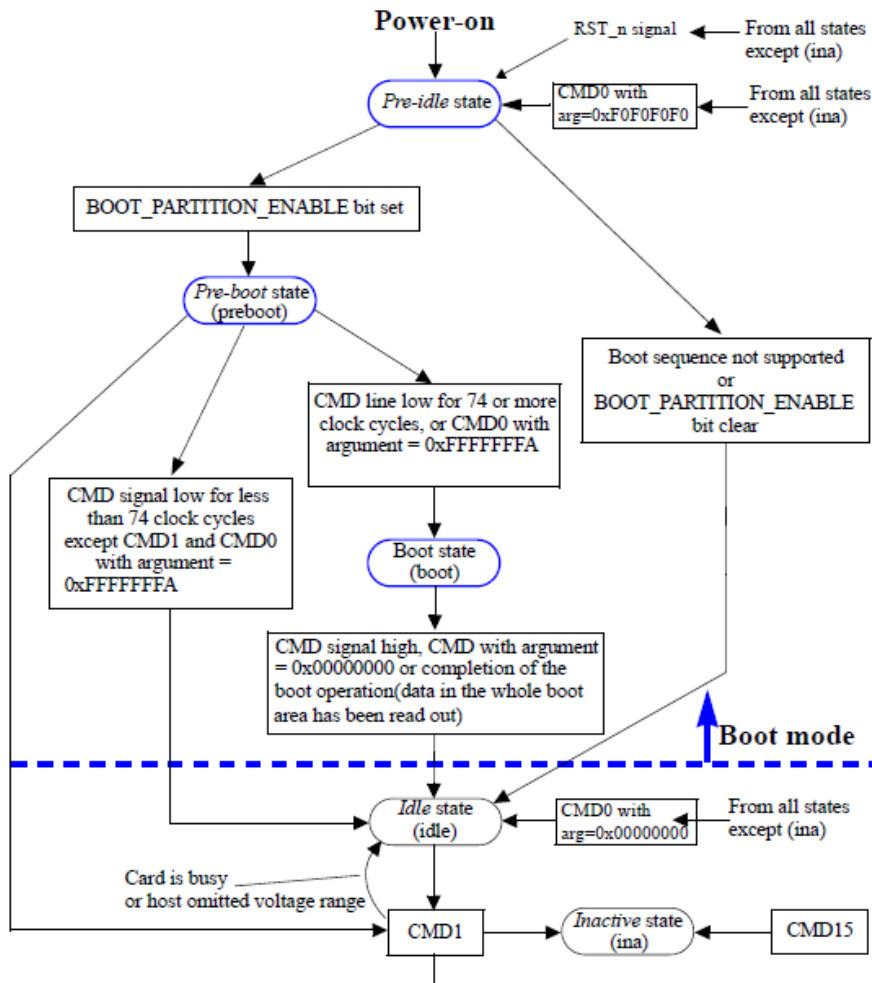 Power-on
RST_n signal
From all states
except (ina)
Pre-idle state
CMD0 with
arg=0xF0F0F0F0
From all states
except (ina)
BOOT_PARTITION_ENABLE bit set
Pre-boot state
(preboot)
Boot sequence not supported
or
BOOT_PARTITION_ENABLE
bit clear
CMD line low for 74 or more
clock cycles, or CMD0 with
argument = 0xFFFFFFFA
CMD signal low for less
than 74 clock cycles
except CMD1 and CMD0
with argument =
0xFFFFFFFA
Boot state
(boot)
CMD signal high, CMD with argument
= 0x00000000 or completion of the
boot operation(data in the whole boot
area has been read out)
Boot mode
Idle state
(idle)
CMD0 with
arg=0x00000000
From all states
except (ina)
Card is busy
or host omitted voltage range
CMD1
Inactive state
(ina)
CMD15